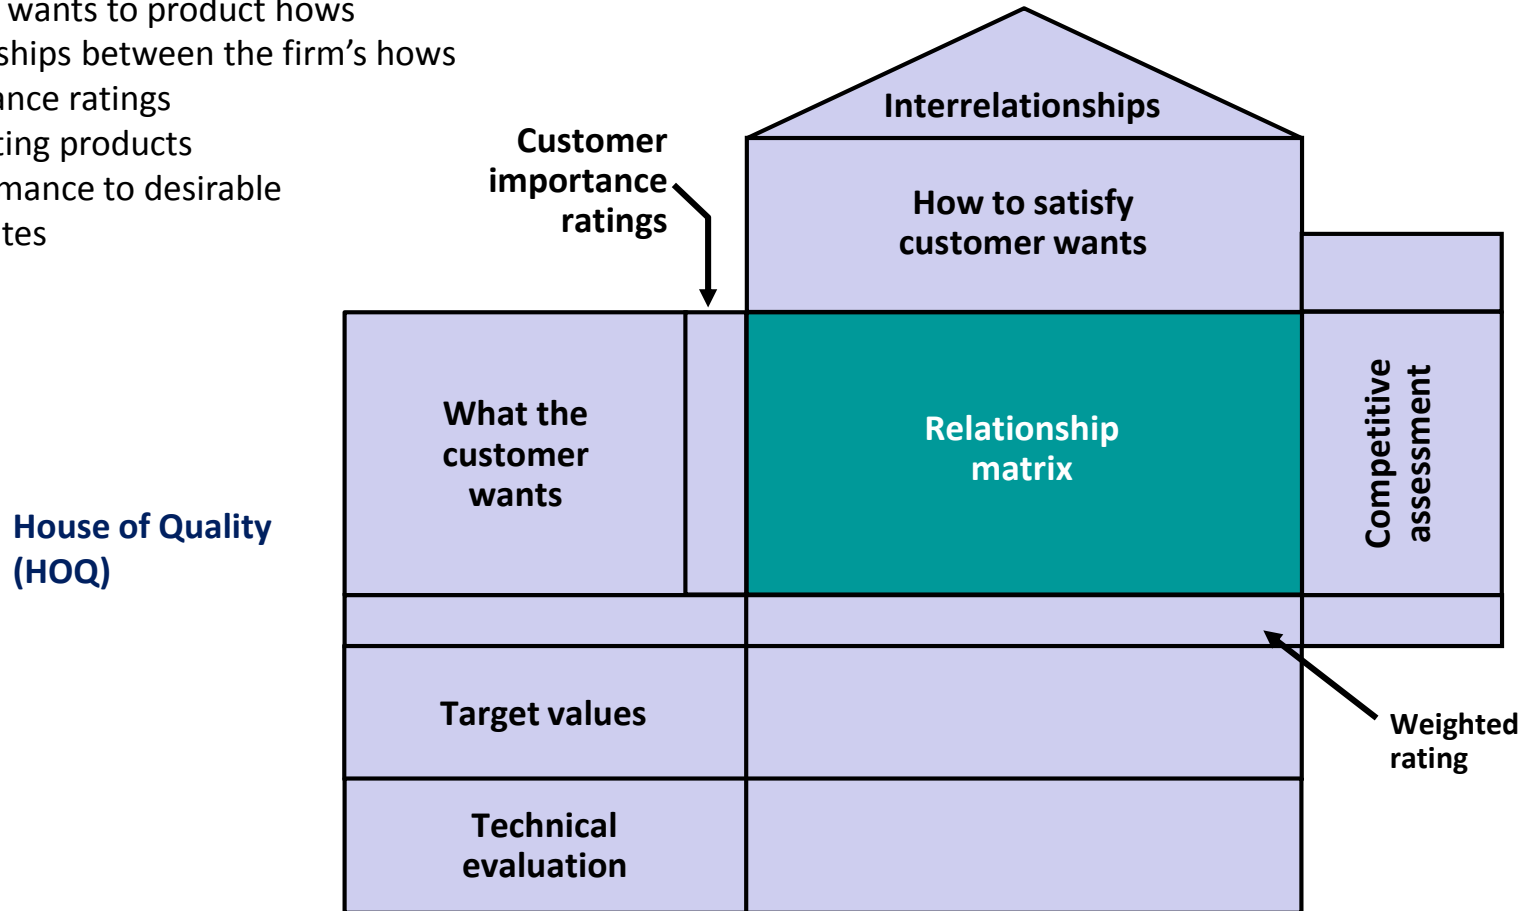 wants to product hows
ships between the firm's hows
ance ratings
ting products
mance to desirable
tes
Interrelationships
Customer
importance
ratings
How to satisfy
customer wants
What the
customer
wants
Relationship
matrix
Competitive
assessment
House of Quality
(HOQ)
Target values
Weighted
rating
Technical
evaluation